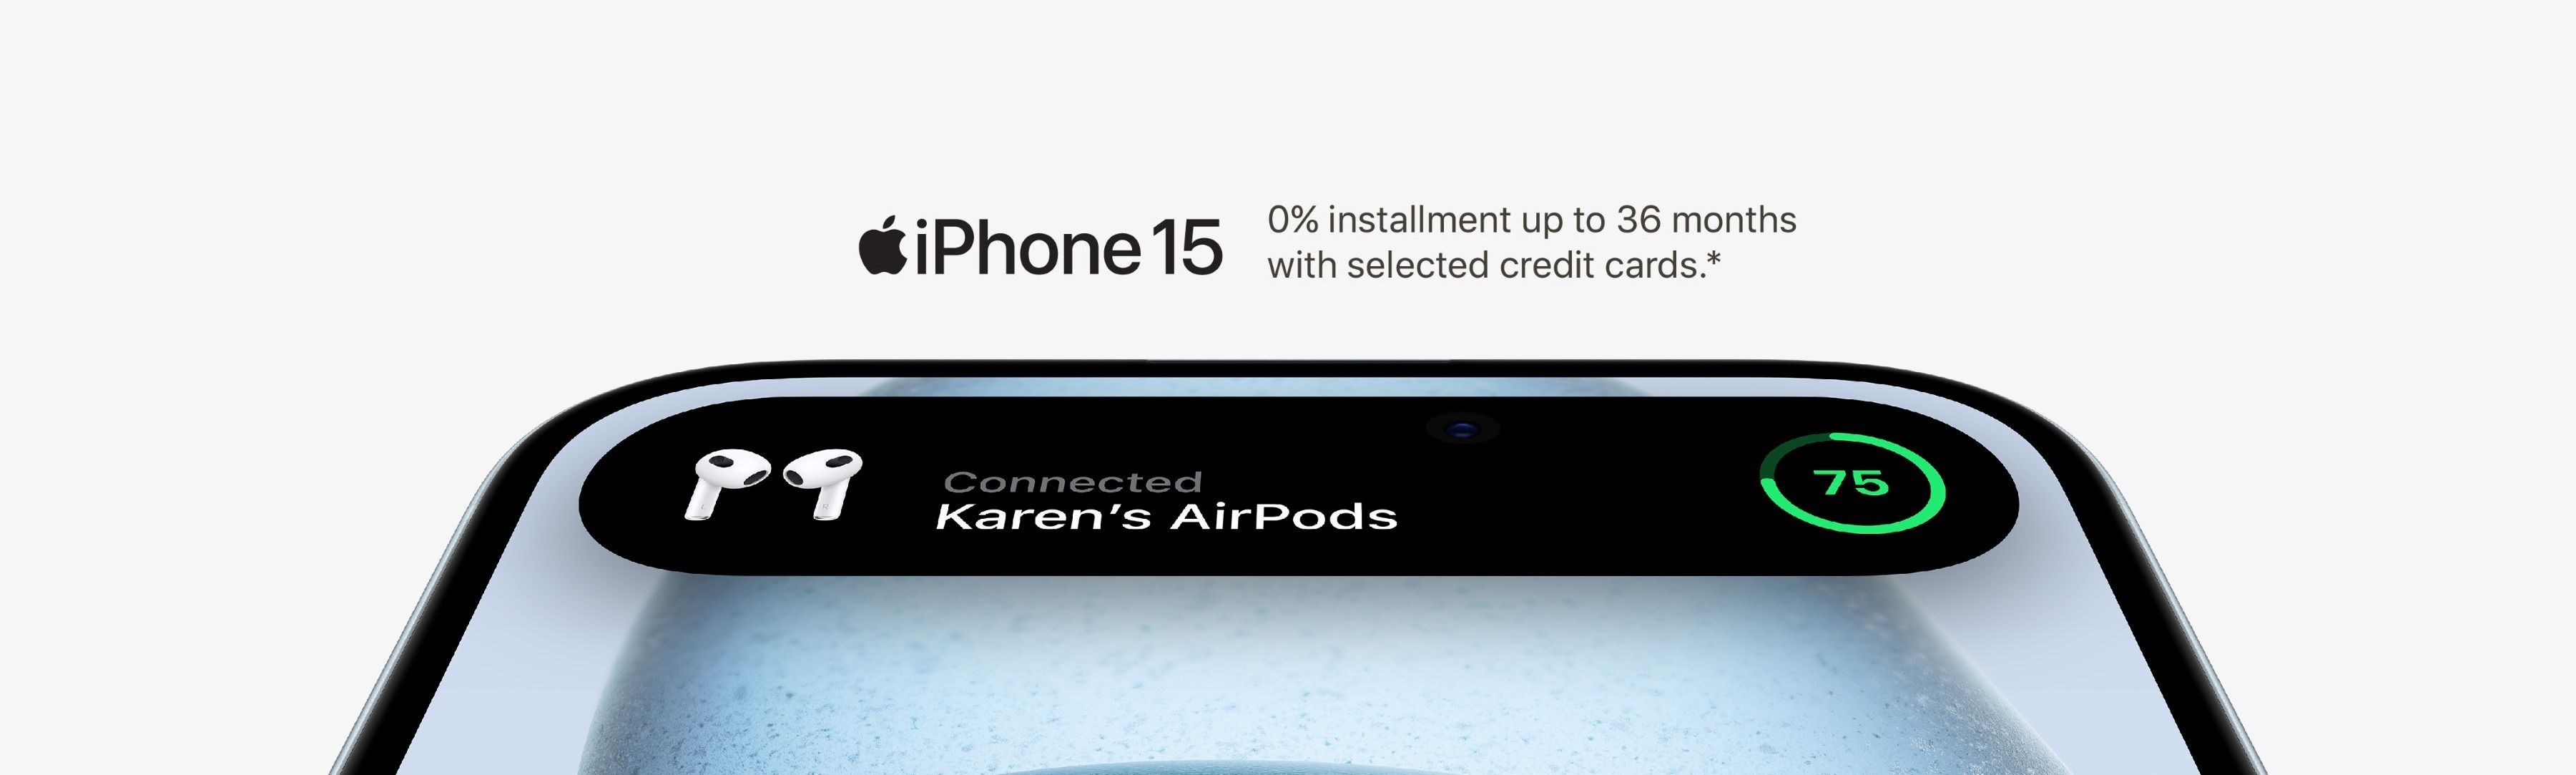 iPhone 15
0% installment up to 36 months
with selected credit cards.*
Connected
Karen’s AirPods
75